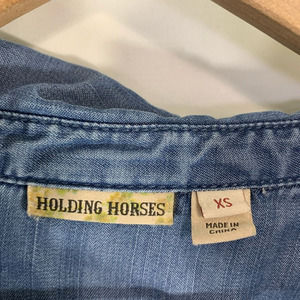 HOLDING HORSES
XS
MADE IN
CHINA